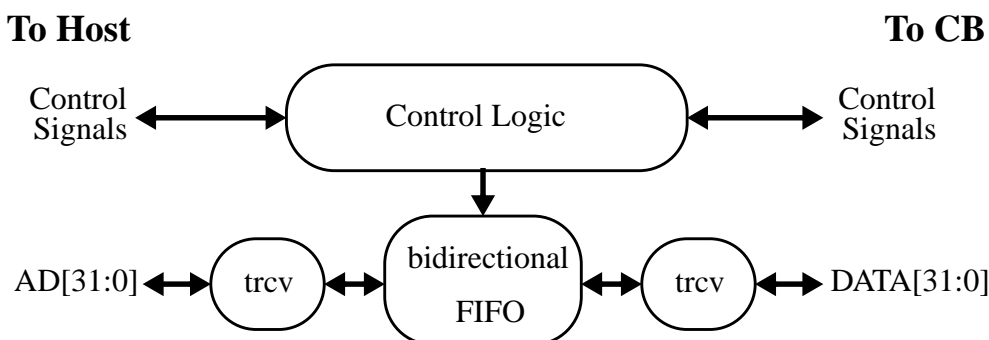 To Host
To CB
Control
Signals
Control Logic
Control
Signals
AD[31:0]
trcv
bidirectional
FIFO
trcv
DATA[31:0]